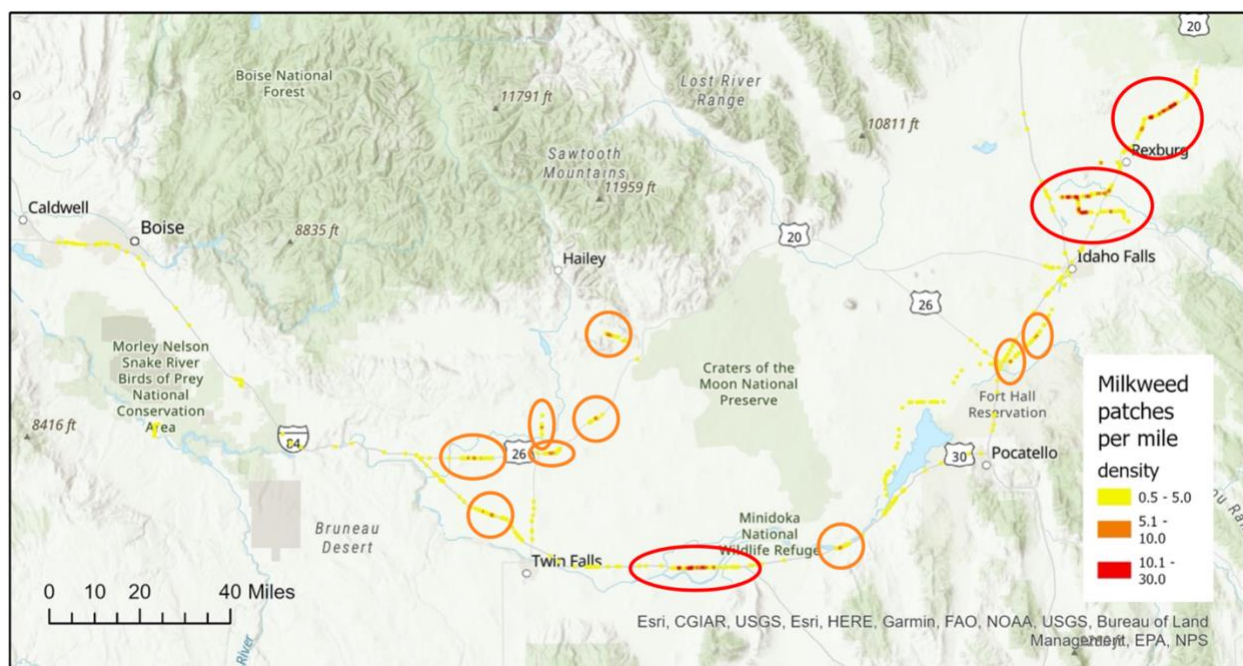 20
Boise National
Forest
11791 ft
Lost River
Range
10811 ft
Rexburg
Sawtooth
Mountains
11959 ft
Caldwell
Boise
8835 ft
20
Hailey
Idaho Falls
26
Morley Nelson
Snake River
Birds of Prey
National
Conservation
Area
Craters of the
Moon National
Preserve
Fort Hall
Reservation
8416 ft
84
26
30
Pocatello
Bruneau
Desert
Minidoka
National
Wildlife Refuge
Twin Falls
Milkweed
patches
per mile
density
0.5 - 5.0
5.1 -
10.0
10.1 -
30.0
0 10 20 40 Miles
River
Esri, CGIAR, USGS, Esri, HERE, Garmin, FAO, NOAA, USGS, Bureau of Land
Management, EPA, NPS